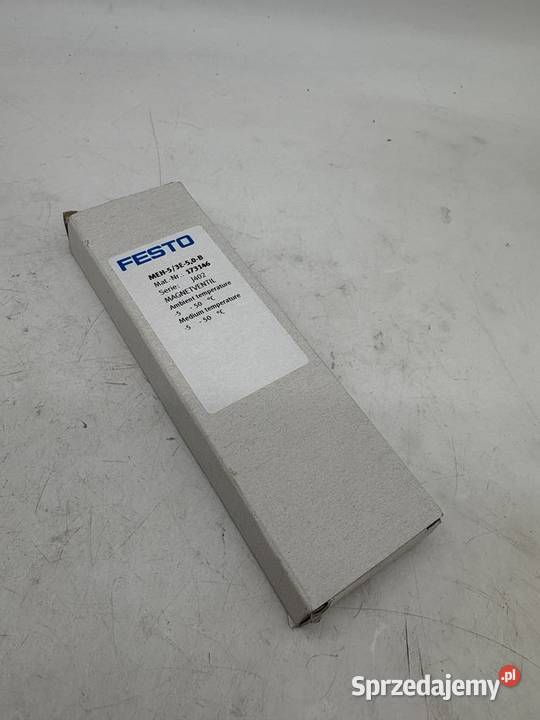 FESTO
MEH-5/3E-5,0-B
Mat.-Nr.: 173146
Serie: J402
MAGNETVENTIL
Ambient temperature
-5 - 50 °C
Medium temperature
-5 - 50 °C
Sprzedajemy.pl